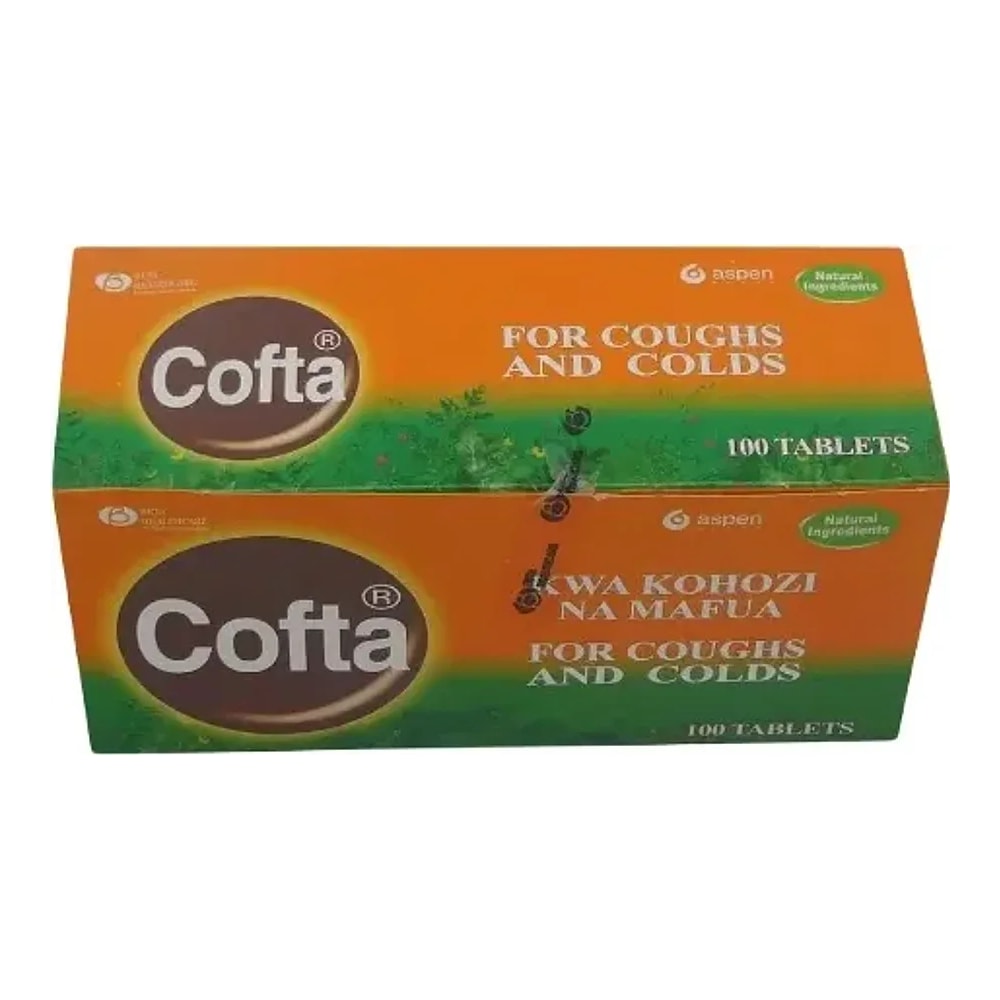 aspen
Natural
Ingredients
Cofta®
FOR COUGHS
AND COLDS
100 TABLETS
aspen
Natural
Ingredients
Cofta®
KWA KOHOZI
NA MAFUA
FOR COUGHS
AND COLDS
100 TABLETS